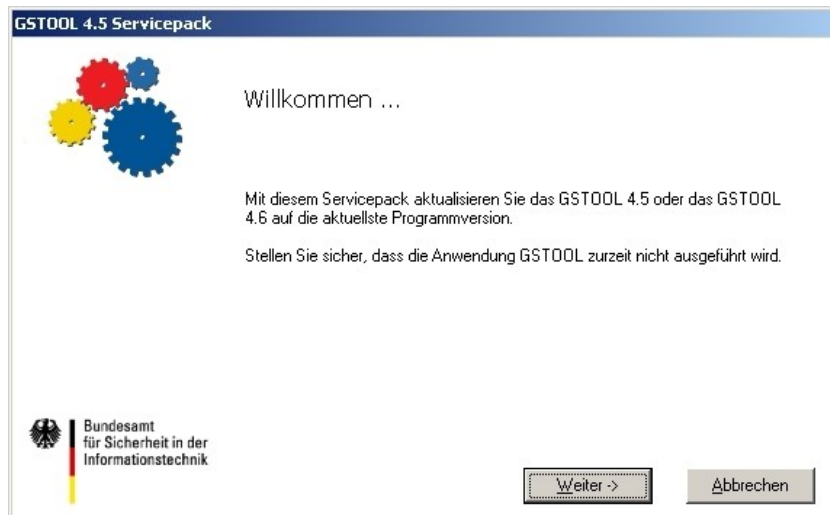 GSTOOL 4.5 Servicepack
Willkommen ...
Mit diesem Servicepack aktualisieren Sie das GSTOOL 4.5 oder das GSTOOL
4.6 auf die aktuellste Programmversion.
Stellen Sie sicher, dass die Anwendung GSTOOL zurzeit nicht ausgeführt wird.
Bundesamt
für Sicherheit in der
Informationstechnik
Weiter ->
Abbrechen